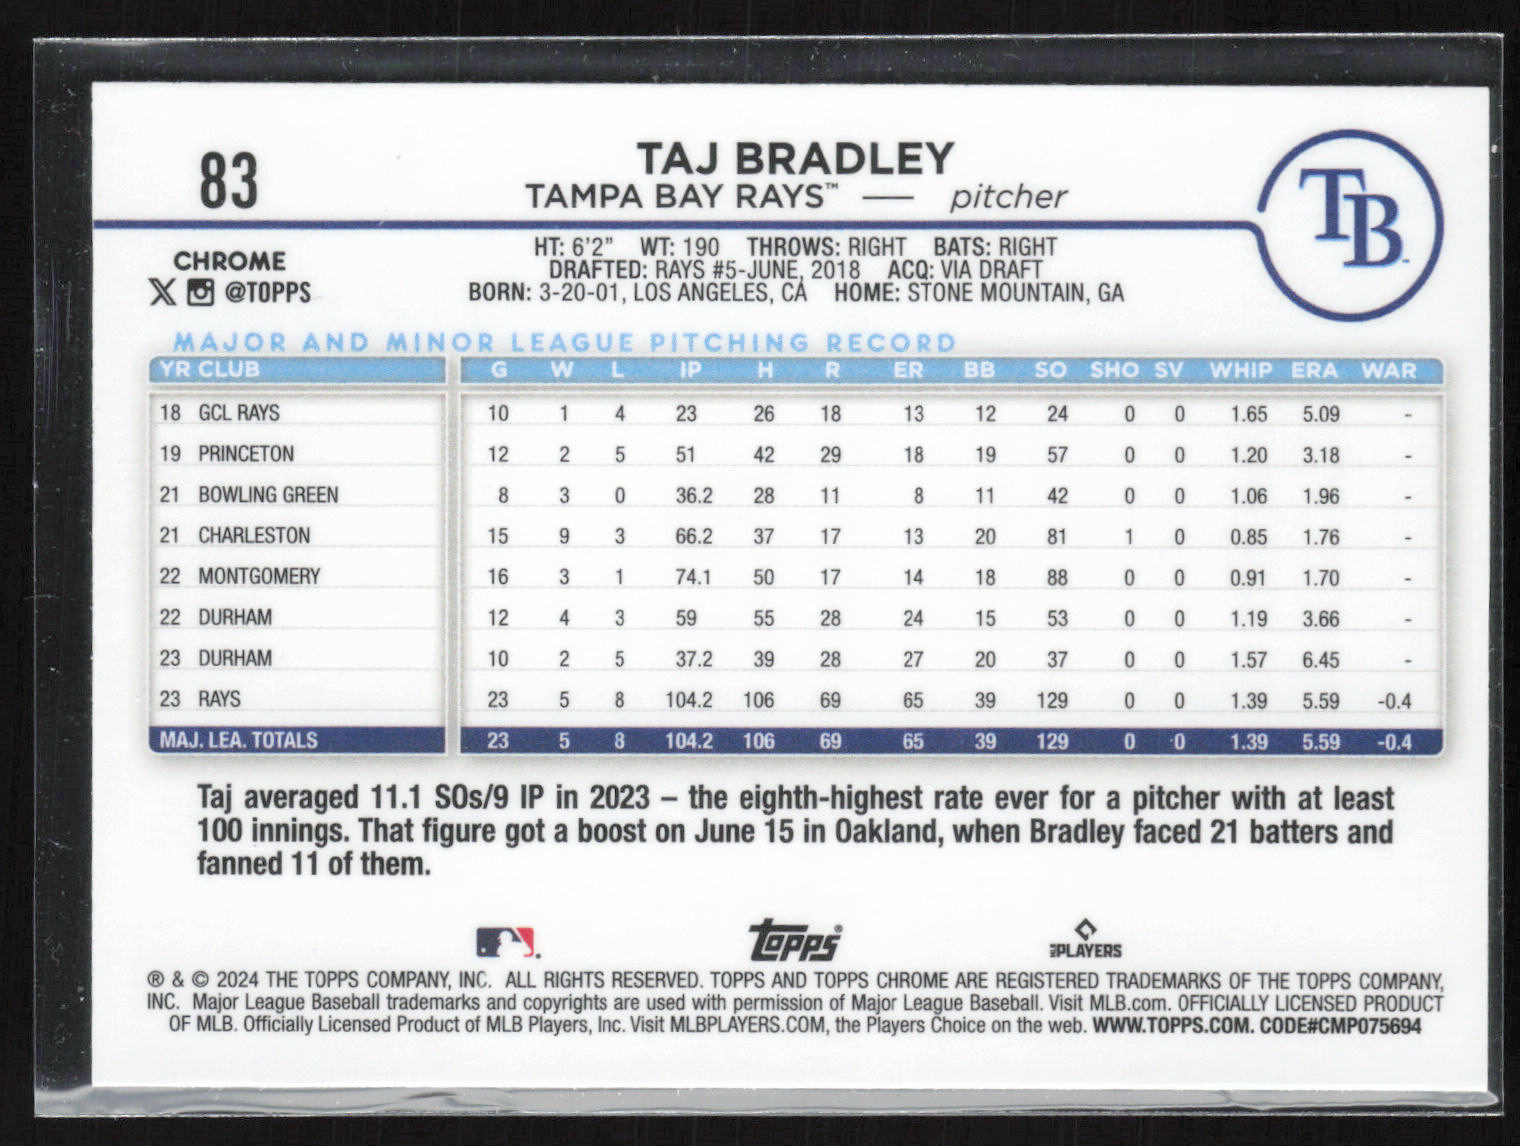 83
TAJ BRADLEY
TAMPA BAY RAYS™ — pitcher
TB
CHROME
@TOPPS
HT: 6'2" WT: 190 THROWS: RIGHT BATS: RIGHT
DRAFTED: RAYS #5-JUNE, 2018 ACQ: VIA DRAFT
BORN: 3-20-01, LOS ANGELES, CA HOME: STONE MOUNTAIN, GA
MAJOR AND MINOR LEAGUE PITCHING RECORD
YR CLUB G W L IP H R ER BB SO SHO SV WHIP ERA WAR
18 GCL RAYS 10 1 4 23 26 18 13 12 24 0 0 1.65 5.09 -
19 PRINCETON 12 2 5 51 42 29 18 19 57 0 0 1.20 3.18 -
21 BOWLING GREEN 8 3 0 36.2 28 11 8 11 42 0 0 1.06 1.96 -
21 CHARLESTON 15 9 3 66.2 37 17 13 20 81 1 0 0.85 1.76 -
22 MONTGOMERY 16 3 1 74.1 50 17 14 18 88 0 0 0.91 1.70 -
22 DURHAM 12 4 3 59 55 28 24 15 53 0 0 1.19 3.66 -
23 DURHAM 10 2 5 37.2 39 28 27 20 37 0 0 1.57 6.45 -
23 RAYS 23 5 8 104.2 106 69 65 39 129 0 0 1.39 5.59 -0.4
MAJ. LEA. TOTALS 23 5 8 104.2 106 69 65 39 129 0 0 1.39 5.59 -0.4
Taj averaged 11.1 SOs/9 IP in 2023 – the eighth-highest rate ever for a pitcher with at least
100 innings. That figure got a boost on June 15 in Oakland, when Bradley faced 21 batters and
fanned 11 of them.
topps®
PLAYERS
® & © 2024 THE TOPPS COMPANY, INC. ALL RIGHTS RESERVED. TOPPS AND TOPPS CHROME ARE REGISTERED TRADEMARKS OF THE TOPPS COMPANY,
INC. Major League Baseball trademarks and copyrights are used with permission of Major League Baseball. Visit MLB.com. OFFICIALLY LICENSED PRODUCT
OF MLB. Officially Licensed Product of MLB Players, Inc. Visit MLBPLAYERS.COM, the Players Choice on the web. WWW.TOPPS.COM. CODE#CMP075694